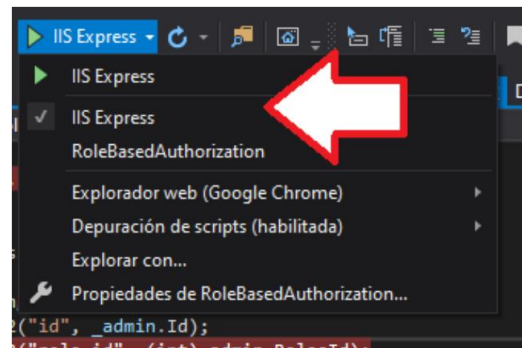 IIS Express
IIS Express
IIS Express
RoleBasedAuthorization
Explorador web (Google Chrome)
Depuración de scripts (habilitada)
Explorar con...
Propiedades de RoleBasedAuthorization...
("id", _admin.Id);